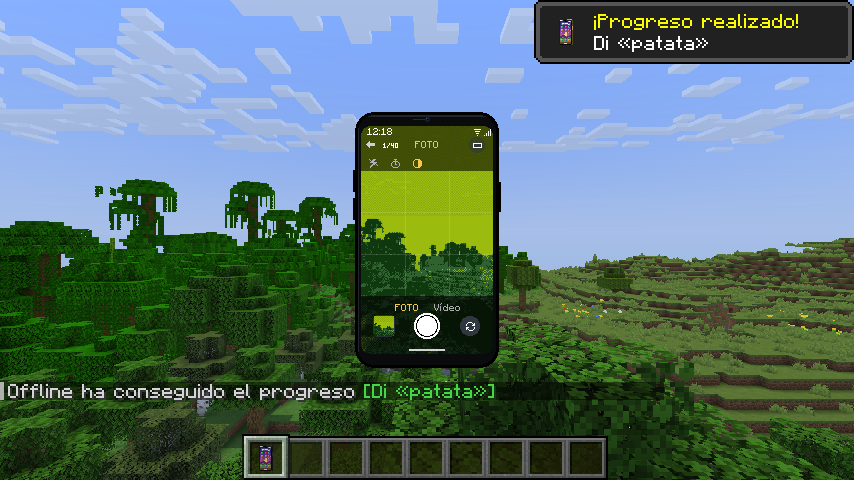 ¡Progreso realizado!
Di «patata»
12:18
1/40 FOTO
FOTO Vídeo
Offline ha conseguido el progreso [Di «patata»]